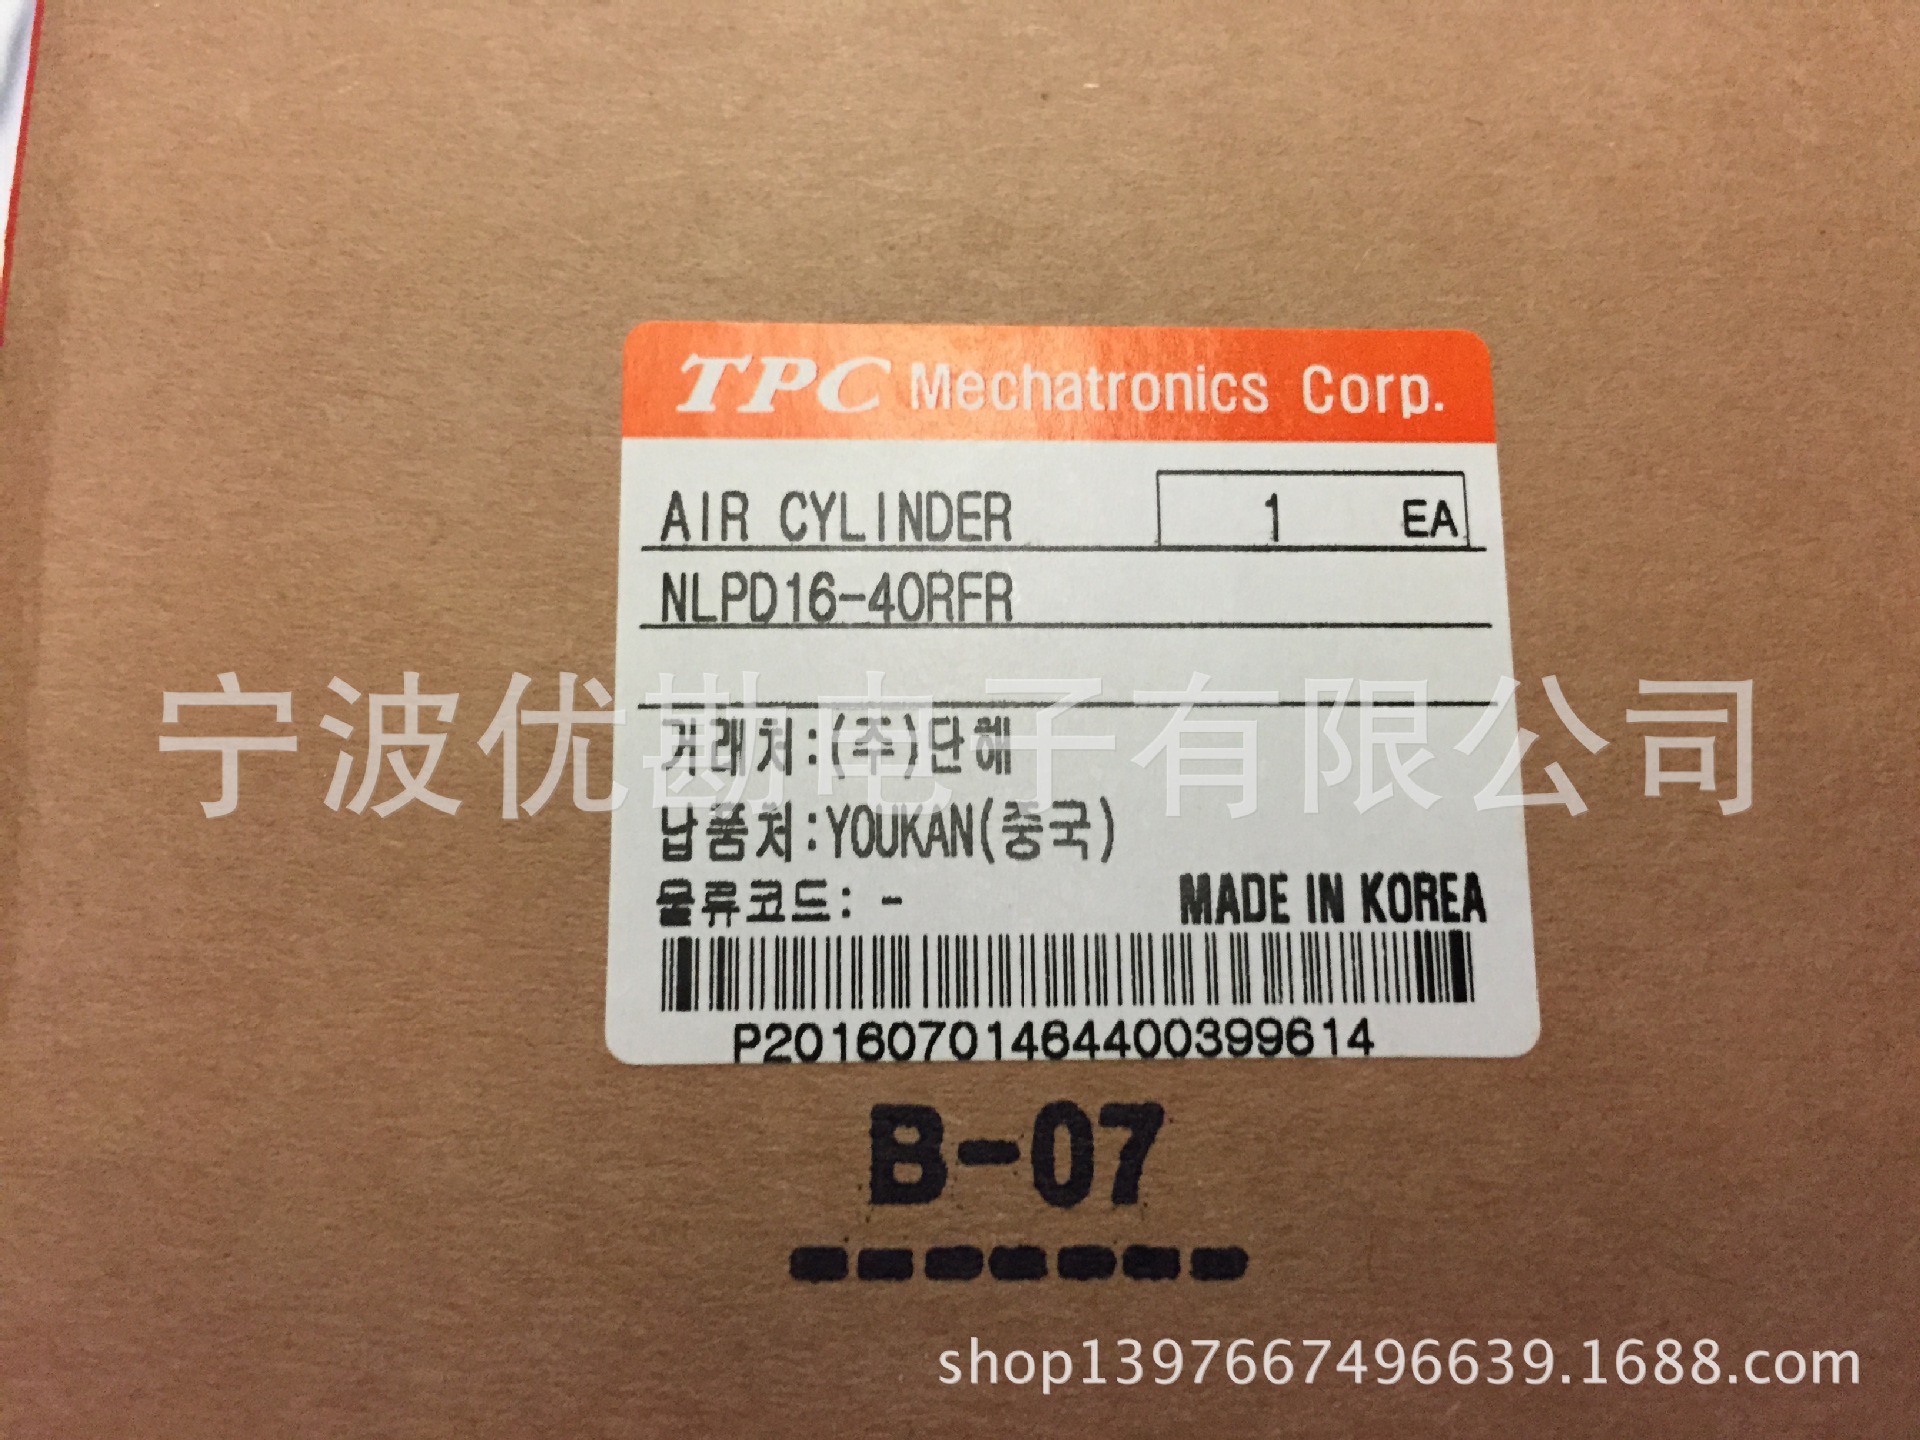 TPC Mechatronics Corp.
AIR CYLINDER 1 EA
NLPD16-40RFR
宁波优勘电子有限公司
거래처:(주)단해
납품처:YOUKAN(중국)
물류코드: - MADE IN KOREA
P20160701464400399614
B-07
shop1397667496639.1688.com